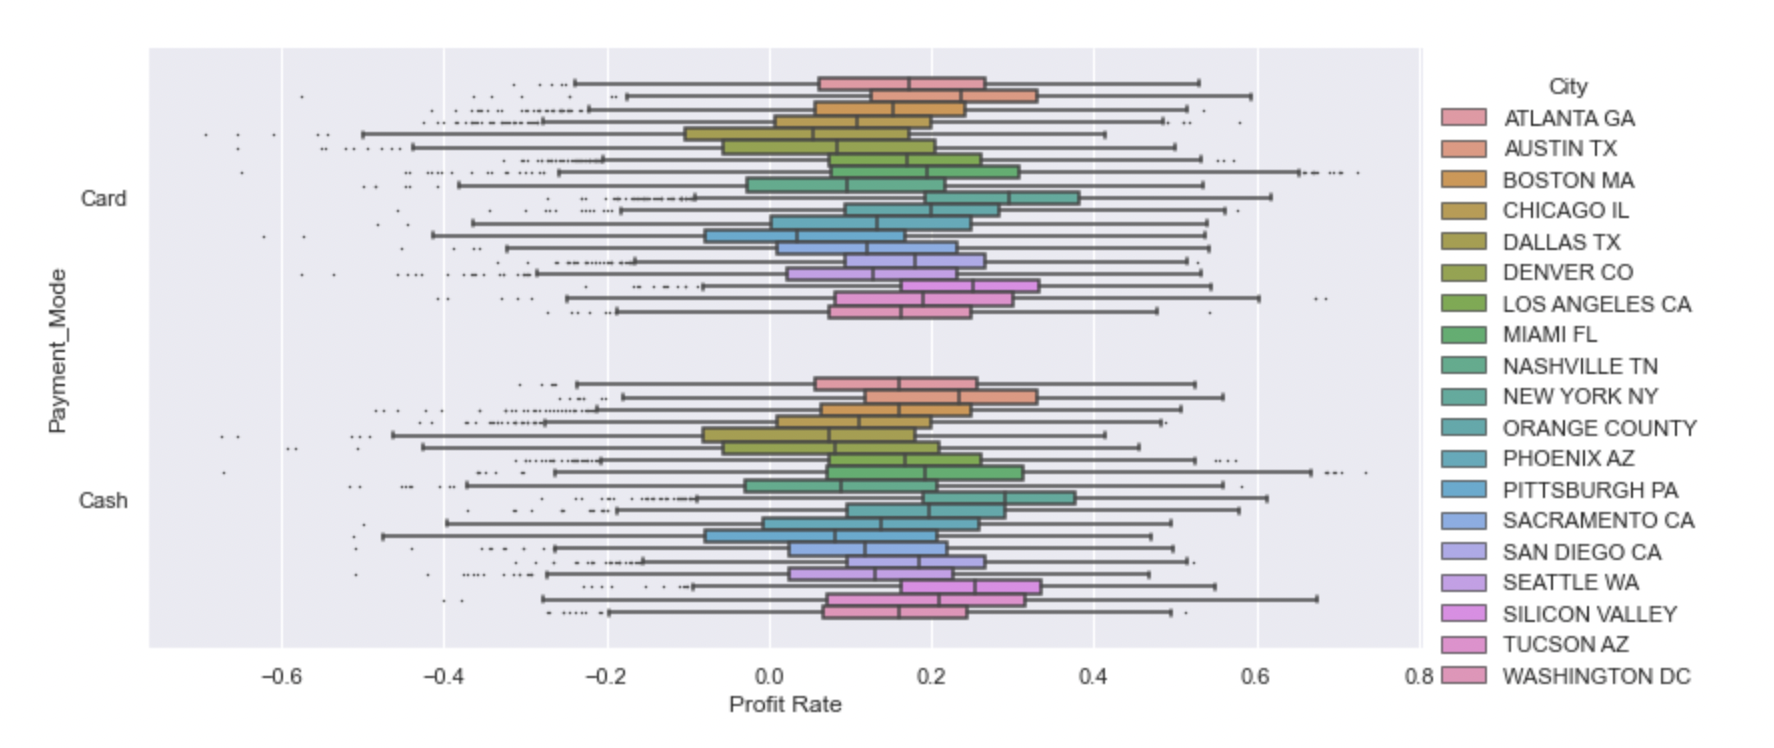 City
ATLANTA GA
AUSTIN TX
BOSTON MA
CHICAGO IL
DALLAS TX
DENVER CO
LOS ANGELES CA
MIAMI FL
NASHVILLE TN
NEW YORK NY
ORANGE COUNTY
PHOENIX AZ
PITTSBURGH PA
SACRAMENTO CA
SAN DIEGO CA
SEATTLE WA
SILICON VALLEY
TUCSON AZ
WASHINGTON DC
Payment_Mode
Card
Cash
−0.6 −0.4 −0.2 0.0 0.2 0.4 0.6 0.8
Profit Rate